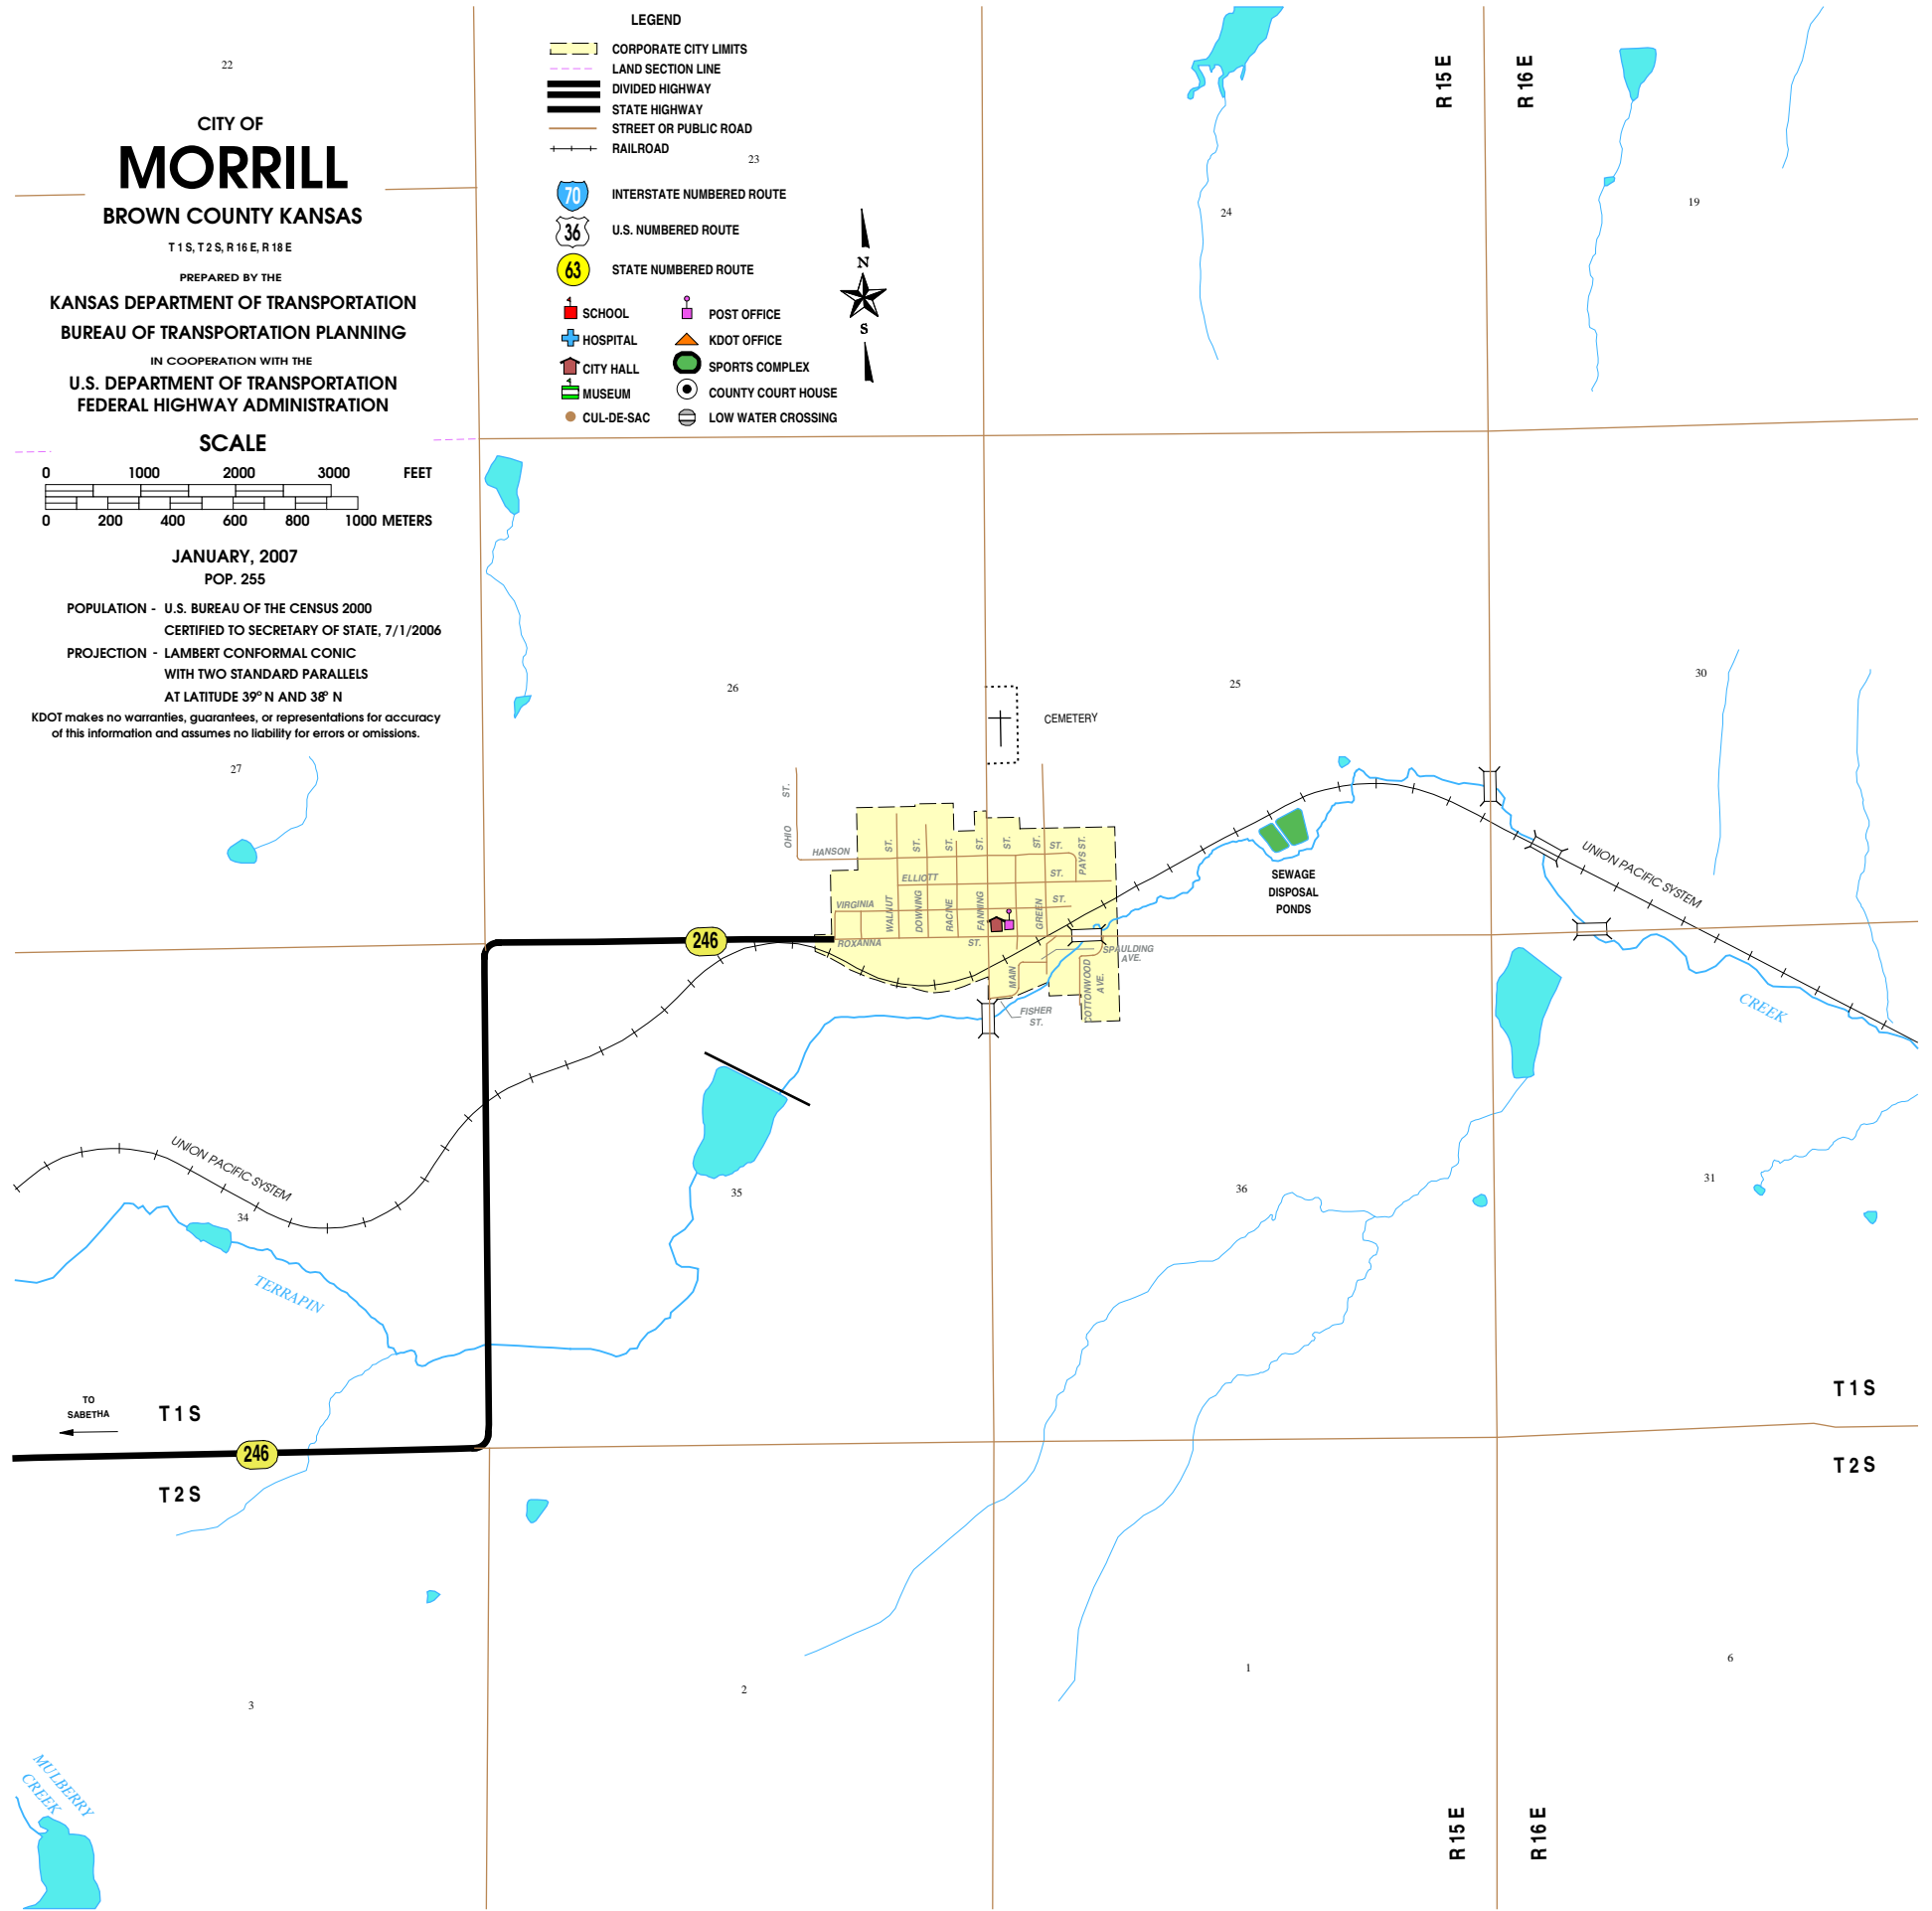 22
CITY OF
MORRILL
BROWN COUNTY KANSAS
T 1 S, T 2 S, R 16 E, R 18 E
PREPARED BY THE
KANSAS DEPARTMENT OF TRANSPORTATION
BUREAU OF TRANSPORTATION PLANNING
IN COOPERATION WITH THE
U.S. DEPARTMENT OF TRANSPORTATION
FEDERAL HIGHWAY ADMINISTRATION
SCALE
0 1000 2000 3000 FEET
0 200 400 600 800 1000 METERS
JANUARY, 2007
POP. 255
POPULATION - U.S. BUREAU OF THE CENSUS 2000
CERTIFIED TO SECRETARY OF STATE, 7/1/2006
PROJECTION - LAMBERT CONFORMAL CONIC
WITH TWO STANDARD PARALLELS
AT LATITUDE 39° N AND 38° N
KDOT makes no warranties, guarantees, or representations for accuracy
of this information and assumes no liability for errors or omissions.
LEGEND
CORPORATE CITY LIMITS
LAND SECTION LINE
DIVIDED HIGHWAY
STATE HIGHWAY
STREET OR PUBLIC ROAD
RAILROAD
23
70 INTERSTATE NUMBERED ROUTE
36 U.S. NUMBERED ROUTE
63 STATE NUMBERED ROUTE
SCHOOL
POST OFFICE
HOSPITAL
KDOT OFFICE
CITY HALL
SPORTS COMPLEX
MUSEUM
COUNTY COURT HOUSE
CUL-DE-SAC
LOW WATER CROSSING
N
S
R 15 E
R 16 E
24
19
26
25
30
27
CEMETERY
OHIO ST.
HANSON ST.
ELLIOTT ST.
VIRGINIA ST.
ROXANNA ST.
WALNUT ST.
DOWNING ST.
RACINE ST.
FANNING ST.
ST.
GREEN ST.
PAYS ST.
MAIN
SPAULDING
AVE.
COTTONWOOD
AVE.
FISHER
ST.
246
SEWAGE
DISPOSAL
PONDS
UNION PACIFIC SYSTEM
CREEK
UNION PACIFIC SYSTEM
34
35
36
31
TERRAPIN
TO
SABETHA
T 1 S
246
T 2 S
T 1 S
T 2 S
3
2
1
6
MULBERRY
CREEK
R 15 E
R 16 E